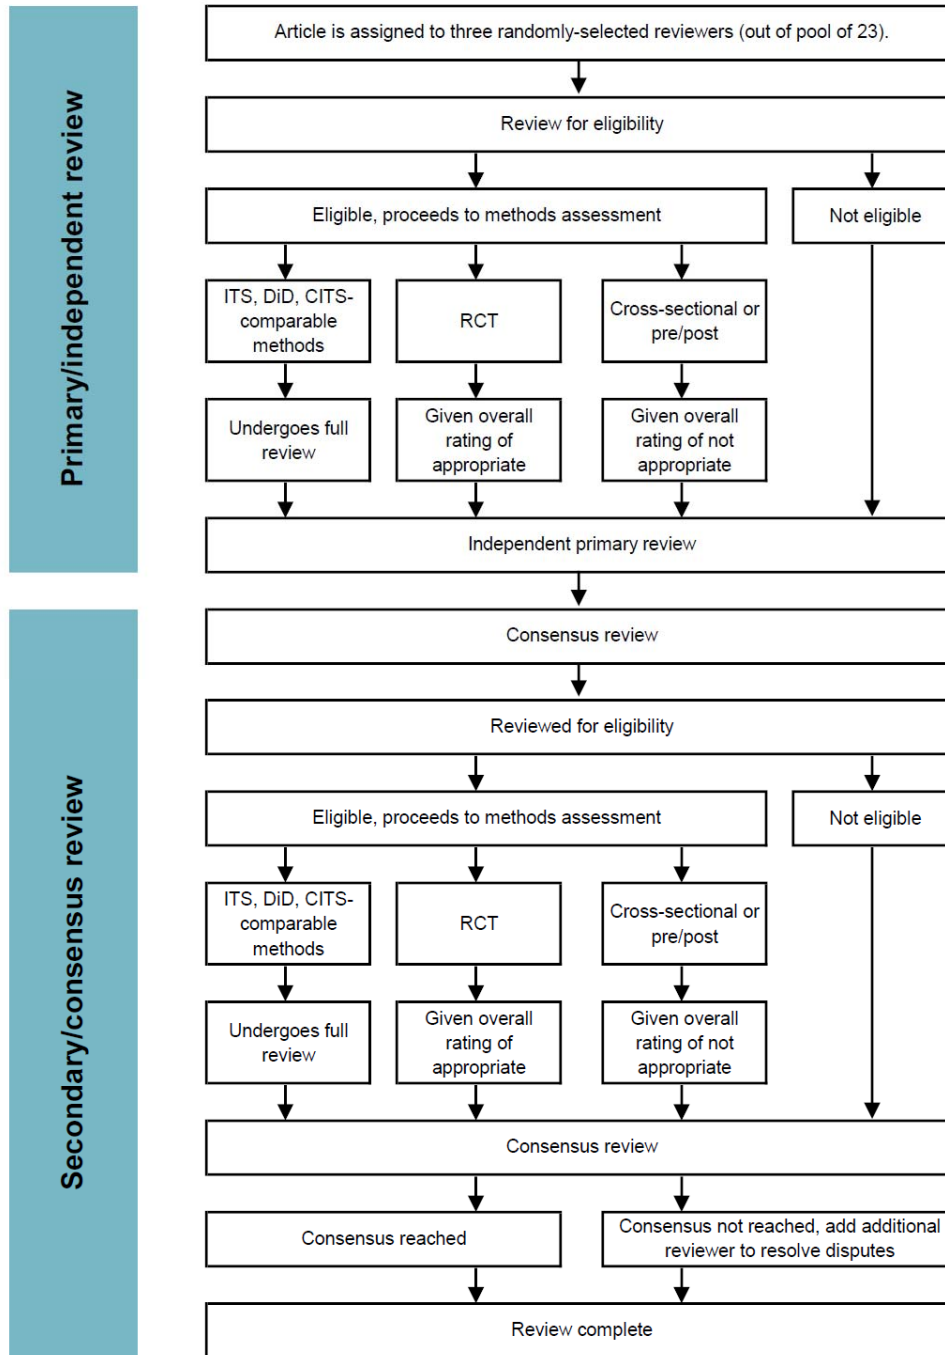 Primary/independent review
Article is assigned to three randomly-selected reviewers (out of pool of 23).
Review for eligibility
Eligible, proceeds to methods assessment
Not eligible
ITS, DiD, CITS-
comparable
methods
RCT
Cross-sectional or
pre/post
Undergoes full
review
Given overall
rating of
appropriate
Given overall
rating of not
appropriate
Independent primary review
Secondary/consensus review
Consensus review
Reviewed for eligibility
Eligible, proceeds to methods assessment
Not eligible
ITS, DiD, CITS-
comparable
methods
RCT
Cross-sectional or
pre/post
Undergoes full
review
Given overall
rating of
appropriate
Given overall
rating of not
appropriate
Consensus review
Consensus reached
Consensus not reached, add additional
reviewer to resolve disputes
Review complete